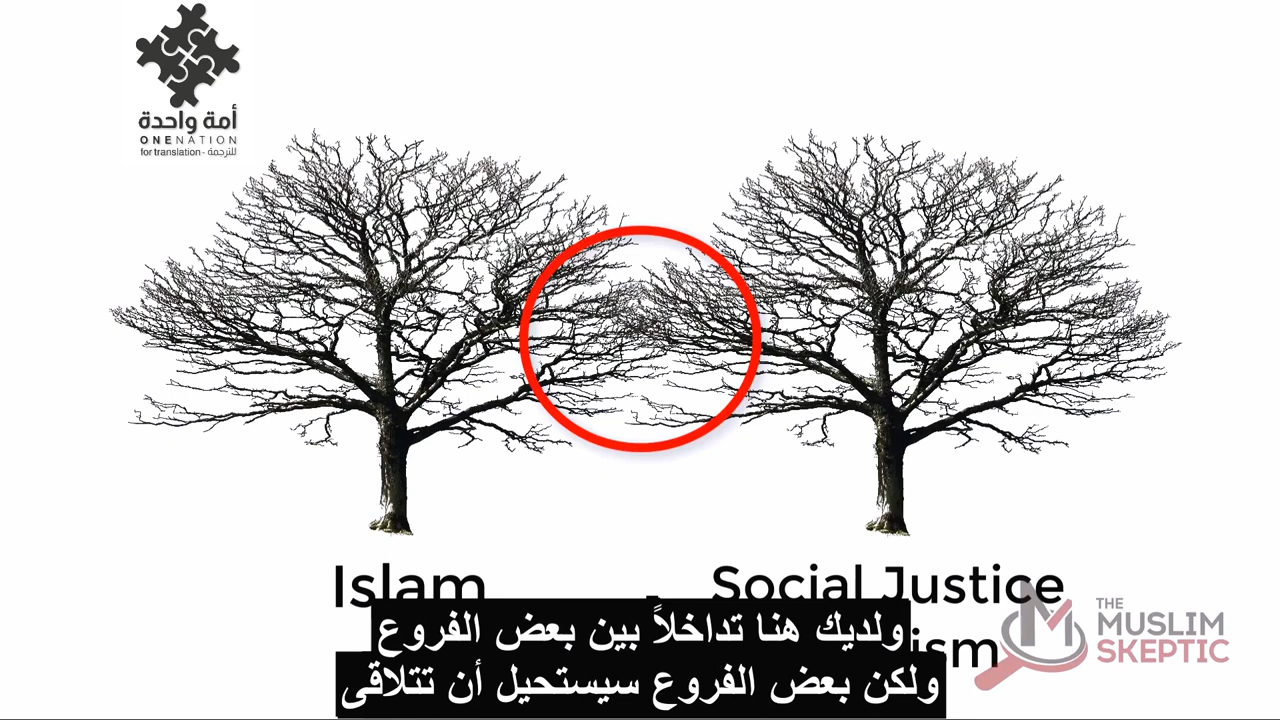 أمة واحدة
ONENATION
for translation - للترجمة
Islam
Social Justice
ism
THE
MUSLIM
SKEPTIC
ولديك هنا تداخلاً بين بعض الفروع
ولكن بعض الفروع سيستحيل أن تتلاقى